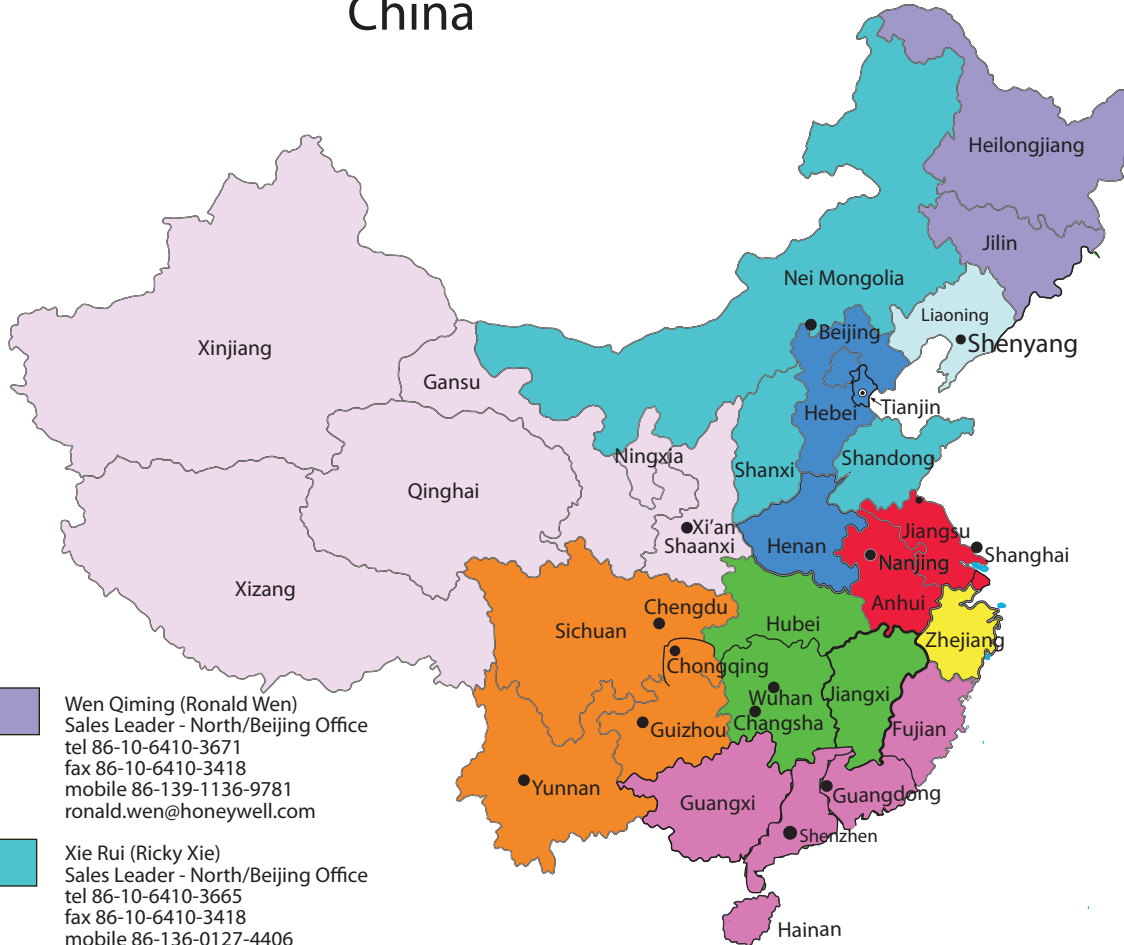 China
Heilongjiang
Jilin
Nei Mongolia
Liaoning
Beijing
Shenyang
Xinjiang
Gansu
Hebei
Tianjin
Ningxia
Shanxi
Shandong
Qinghai
Xi'an
Shaanxi
Henan
Jiangsu
Shanghai
Nanjing
Xizang
Anhui
Chengdu
Sichuan
Hubei
Zhejiang
Chongqing
Wuhan
Jiangxi
Changsha
Guizhou
Fujian
Yunnan
Guangxi
Guangdong
Shenzhen
Hainan
Wen Qiming (Ronald Wen)
Sales Leader - North/Beijing Office
tel 86-10-6410-3671
fax 86-10-6410-3418
mobile 86-139-1136-9781
ronald.wen@honeywell.com
Xie Rui (Ricky Xie)
Sales Leader - North/Beijing Office
tel 86-10-6410-3665
fax 86-10-6410-3418
mobile 86-136-0127-4406